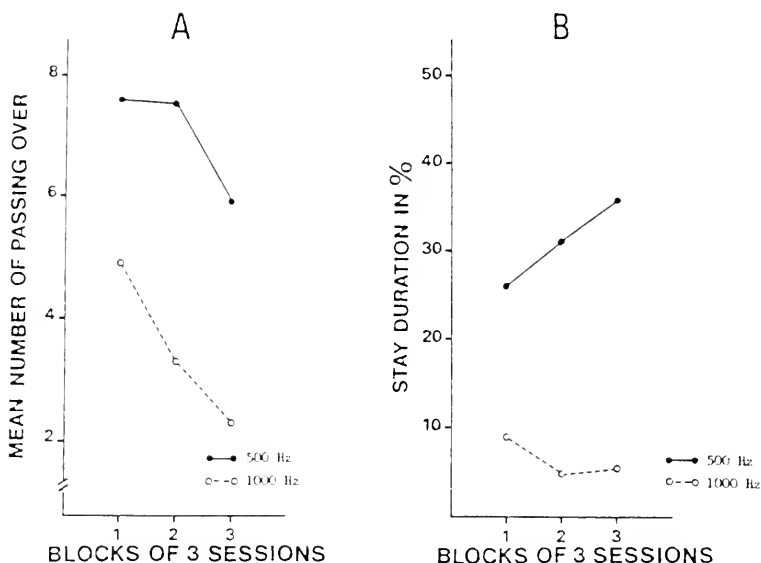 A
MEAN NUMBER OF PASSING OVER
8
6
4
2
500 Hz
1000 Hz
1 2 3
BLOCKS OF 3 SESSIONS
B
STAY DURATION IN %
50
40
30
20
10
500 Hz
1000 Hz
1 2 3
BLOCKS OF 3 SESSIONS